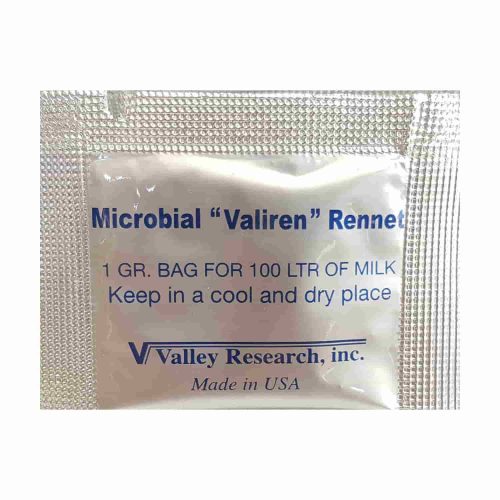 Microbial "Valiren" Rennet
1 GR. BAG FOR 100 LTR OF MILK
Keep in a cool and dry place
Valley Research, inc.
Made in USA